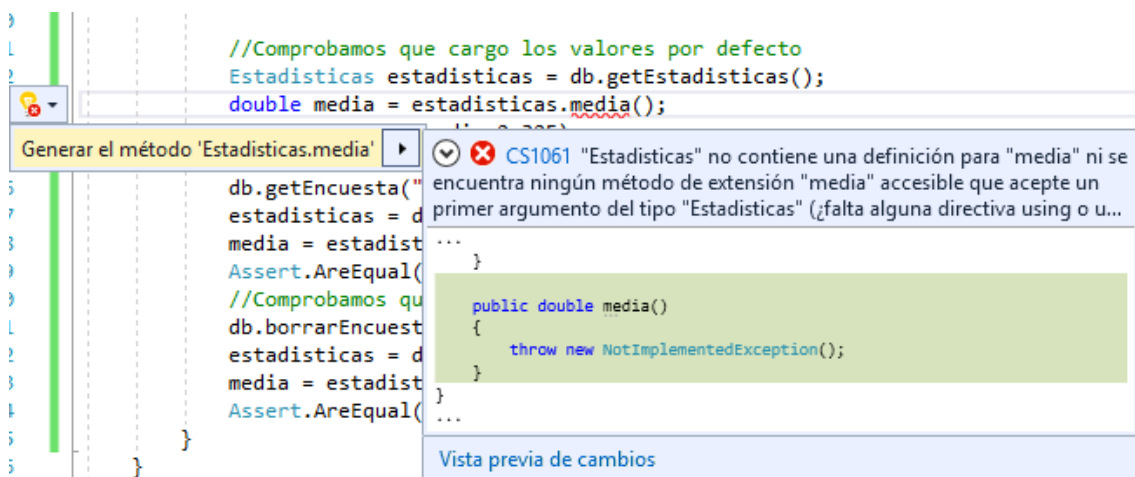 //Comprobamos que cargo los valores por defecto
Estadisticas estadisticas = db.getEstadisticas();
double media = estadisticas.media();
Generar el método 'Estadisticas.media'
CS1061 "Estadisticas" no contiene una definición para "media" ni se
encuentra ningún método de extensión "media" accesible que acepte un
primer argumento del tipo "Estadisticas" (¿falta alguna directiva using o u...
...
}
public double media()
{
throw new NotImplementedException();
}
}
...
Vista previa de cambios
db.getEncuesta("
estadisticas = d
media = estadist
Assert.AreEqual(
//Comprobamos qu
db.borrarEncuest
estadisticas = d
media = estadist
Assert.AreEqual(
}
}